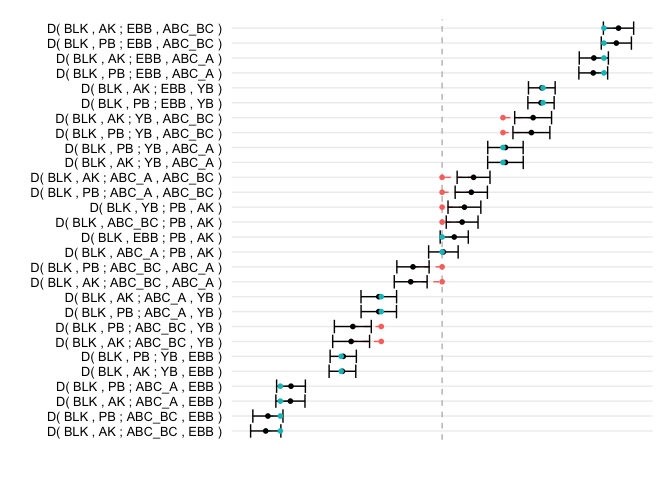 D( BLK , AK ; EBB , ABC_BC )
D( BLK , PB ; EBB , ABC_BC )
D( BLK , AK ; EBB , ABC_A )
D( BLK , PB ; EBB , ABC_A )
D( BLK , AK ; EBB , YB )
D( BLK , PB ; EBB , YB )
D( BLK , AK ; YB , ABC_BC )
D( BLK , PB ; YB , ABC_BC )
D( BLK , PB ; YB , ABC_A )
D( BLK , AK ; YB , ABC_A )
D( BLK , AK ; ABC_A , ABC_BC )
D( BLK , PB ; ABC_A , ABC_BC )
D( BLK , YB ; PB , AK )
D( BLK , ABC_BC ; PB , AK )
D( BLK , EBB ; PB , AK )
D( BLK , ABC_A ; PB , AK )
D( BLK , PB ; ABC_BC , ABC_A )
D( BLK , AK ; ABC_BC , ABC_A )
D( BLK , AK ; ABC_A , YB )
D( BLK , PB ; ABC_A , YB )
D( BLK , PB ; ABC_BC , YB )
D( BLK , AK ; ABC_BC , YB )
D( BLK , PB ; YB , EBB )
D( BLK , AK ; YB , EBB )
D( BLK , PB ; ABC_A , EBB )
D( BLK , AK ; ABC_A , EBB )
D( BLK , PB ; ABC_BC , EBB )
D( BLK , AK ; ABC_BC , EBB )